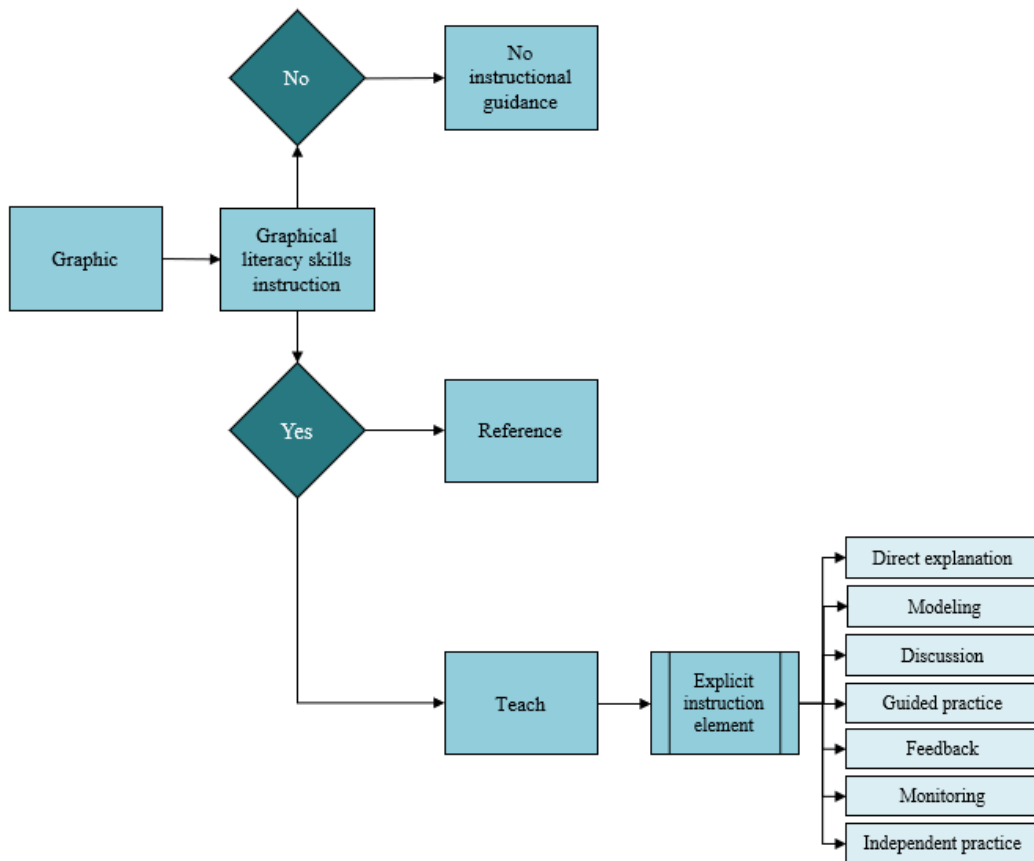 No
No
instructional
guidance
Graphic
Graphical
literacy skills
instruction
Yes
Reference
Teach
Explicit
instruction
element
Direct explanation
Modeling
Discussion
Guided practice
Feedback
Monitoring
Independent practice